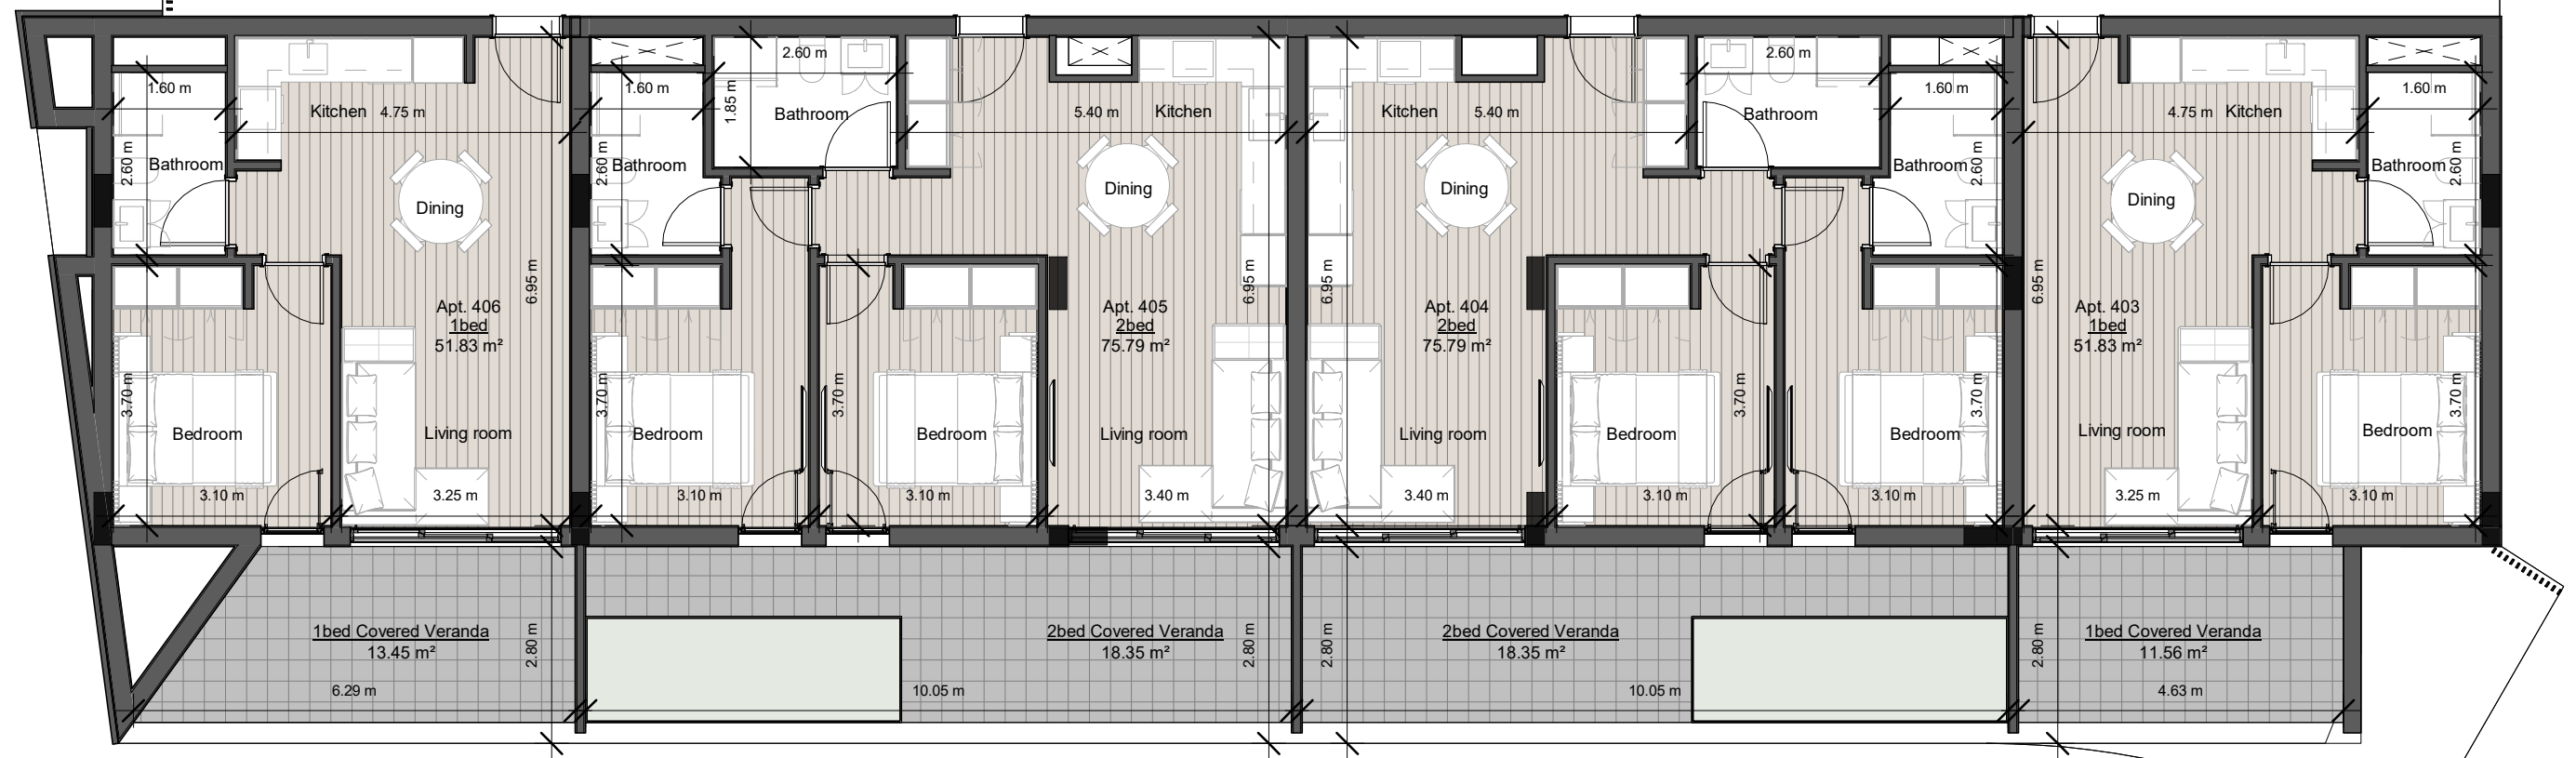 1.60 m
Kitchen 4.75 m
2.60 m
Bathroom
Dining
6.95 m
Apt. 406
1bed
51.83 m²
3.70 m
Bedroom
Living room
3.10 m
3.25 m
1bed Covered Veranda
13.45 m²
2.80 m
6.29 m
1.60 m
2.60 m
Bathroom
2.60 m
1.85 m
Bathroom
5.40 m
Kitchen
Dining
6.95 m
Apt. 405
2bed
75.79 m²
3.70 m
Bedroom
3.10 m
3.70 m
Bedroom
3.10 m
Living room
3.40 m
2bed Covered Veranda
18.35 m²
2.80 m
10.05 m
Kitchen
5.40 m
2.60 m
Bathroom
1.60 m
Bathroom
2.60 m
Dining
6.95 m
Apt. 404
2bed
75.79 m²
Living room
3.40 m
Bedroom
3.70 m
3.10 m
Bedroom
3.70 m
3.10 m
2bed Covered Veranda
18.35 m²
2.80 m
10.05 m
4.75 m Kitchen
1.60 m
Bathroom
2.60 m
Dining
6.95 m
Apt. 403
1bed
51.83 m²
Living room
3.25 m
Bedroom
3.70 m
3.10 m
1bed Covered Veranda
11.56 m²
2.80 m
4.63 m